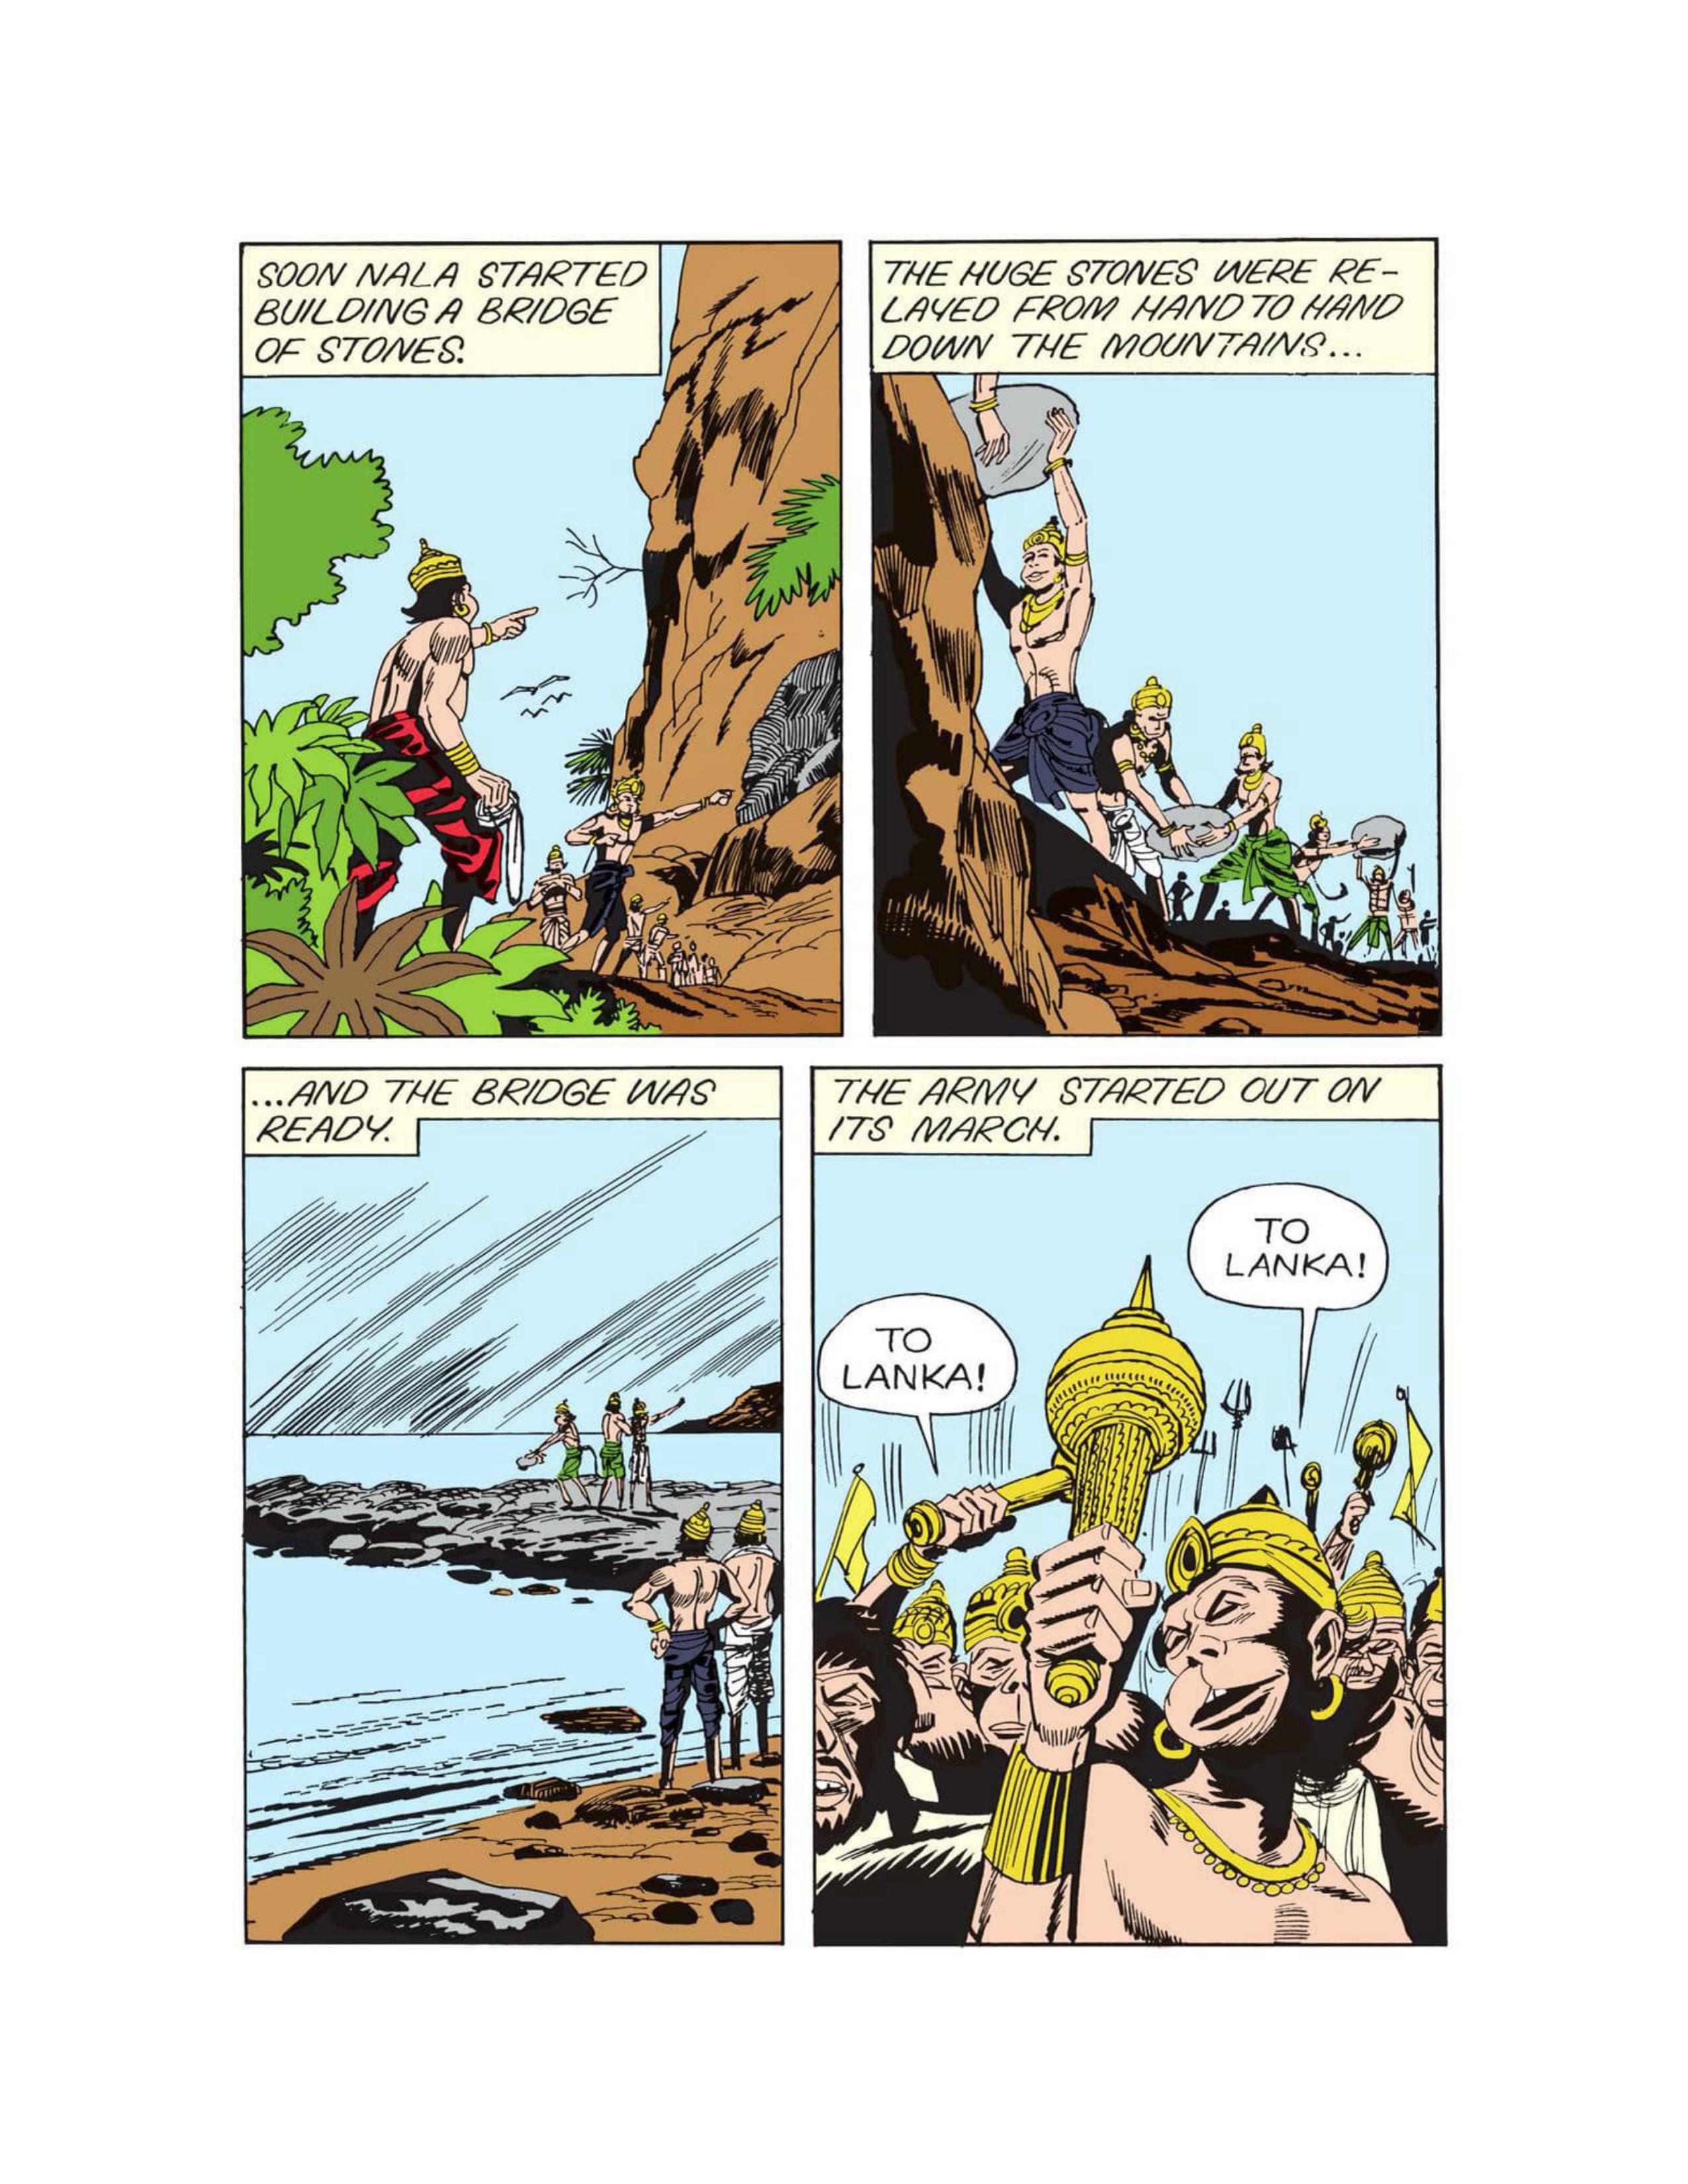 SOON NALA STARTED
BUILDING A BRIDGE
OF STONES.
THE HUGE STONES WERE RE-
LAYED FROM HAND TO HAND
DOWN THE MOUNTAINS...
...AND THE BRIDGE WAS
READY.
THE ARMY STARTED OUT ON
ITS MARCH.
TO
LANKA!
TO
LANKA!